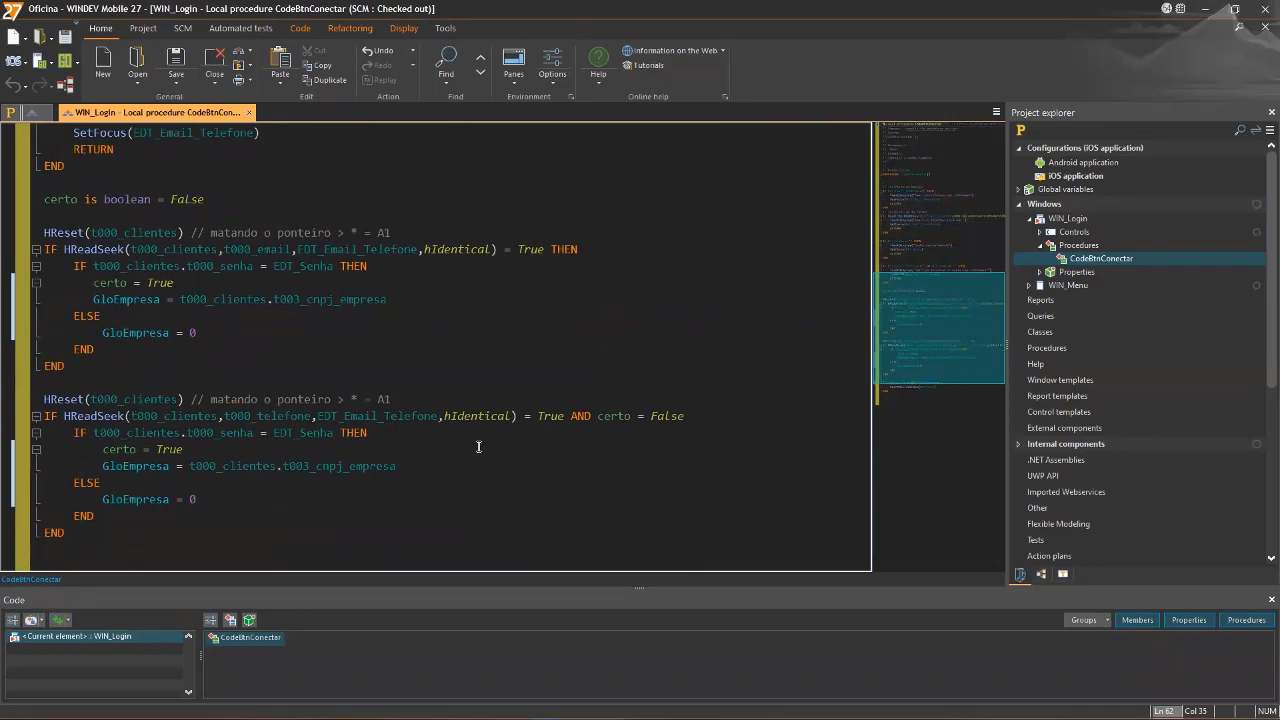 Oficina - WINDEV Mobile 27 - [WIN_Login - Local procedure CodeBtnConectar (SCM : Checked out)]
Home Project SCM Automated tests Code Refactoring Display Tools
New Open Save Close
General
Paste
Cut
Copy
Duplicate
Edit
Undo
Redo
Replay
Action
Find
Find
Panes Options
Environment
Help
Information on the Web
Tutorials
Online help
WIN_Login - Local procedure CodeBtnCon...
SetFocus(EDT_Email_Telefone)
RETURN
END
certo is boolean = False
HReset(t000_clientes) // matando o ponteiro > * = A1
IF HReadSeek(t000_clientes,t000_email,EDT_Email_Telefone,hIdentical) = True THEN
IF t000_clientes.t000_senha = EDT_Senha THEN
certo = True
GloEmpresa = t000_clientes.t003_cnpj_empresa
ELSE
GloEmpresa = 0
END
END
HReset(t000_clientes) // matando o ponteiro > * = A1
IF HReadSeek(t000_clientes,t000_telefone,EDT_Email_Telefone,hIdentical) = True AND certo = False
IF t000_clientes.t000_senha = EDT_Senha THEN
certo = True
GloEmpresa = t000_clientes.t003_cnpj_empresa
ELSE
GloEmpresa = 0
END
END
CodeBtnConectar
Project explorer
Configurations (iOS application)
Android application
iOS application
Global variables
Windows
WIN_Login
Controls
Procedures
CodeBtnConectar
Properties
WIN_Menu
Reports
Queries
Classes
Procedures
Help
Window templates
Report templates
Control templates
External components
Internal components
.NET Assemblies
UWP API
Imported Webservices
Other
Flexible Modeling
Tests
Action plans
Code
Groups Members Properties Procedures
<Current element> : WIN_Login
CodeBtnConectar
Ln 62 Col 35 NUM